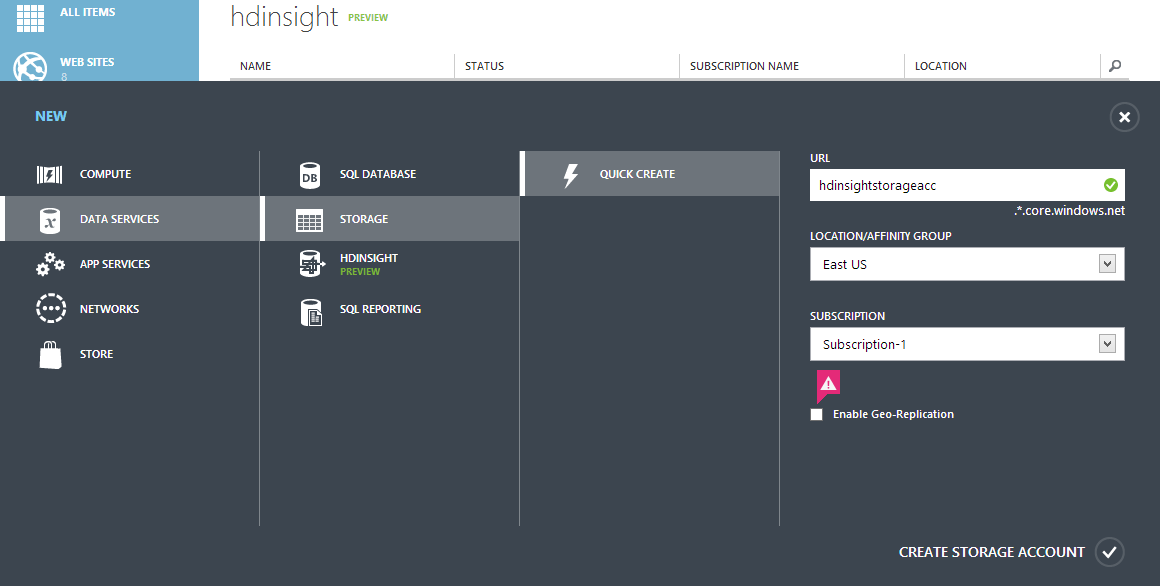 ALL ITEMS
hdinsight PREVIEW
WEB SITES
8
NAME STATUS SUBSCRIPTION NAME LOCATION
NEW
COMPUTE
DATA SERVICES
APP SERVICES
NETWORKS
STORE
DB
SQL DATABASE
STORAGE
HDINSIGHT
PREVIEW
SQL REPORTING
QUICK CREATE
URL
hdinsightstorageacc
.*.core.windows.net
LOCATION/AFFINITY GROUP
East US
SUBSCRIPTION
Subscription-1
Enable Geo-Replication
CREATE STORAGE ACCOUNT